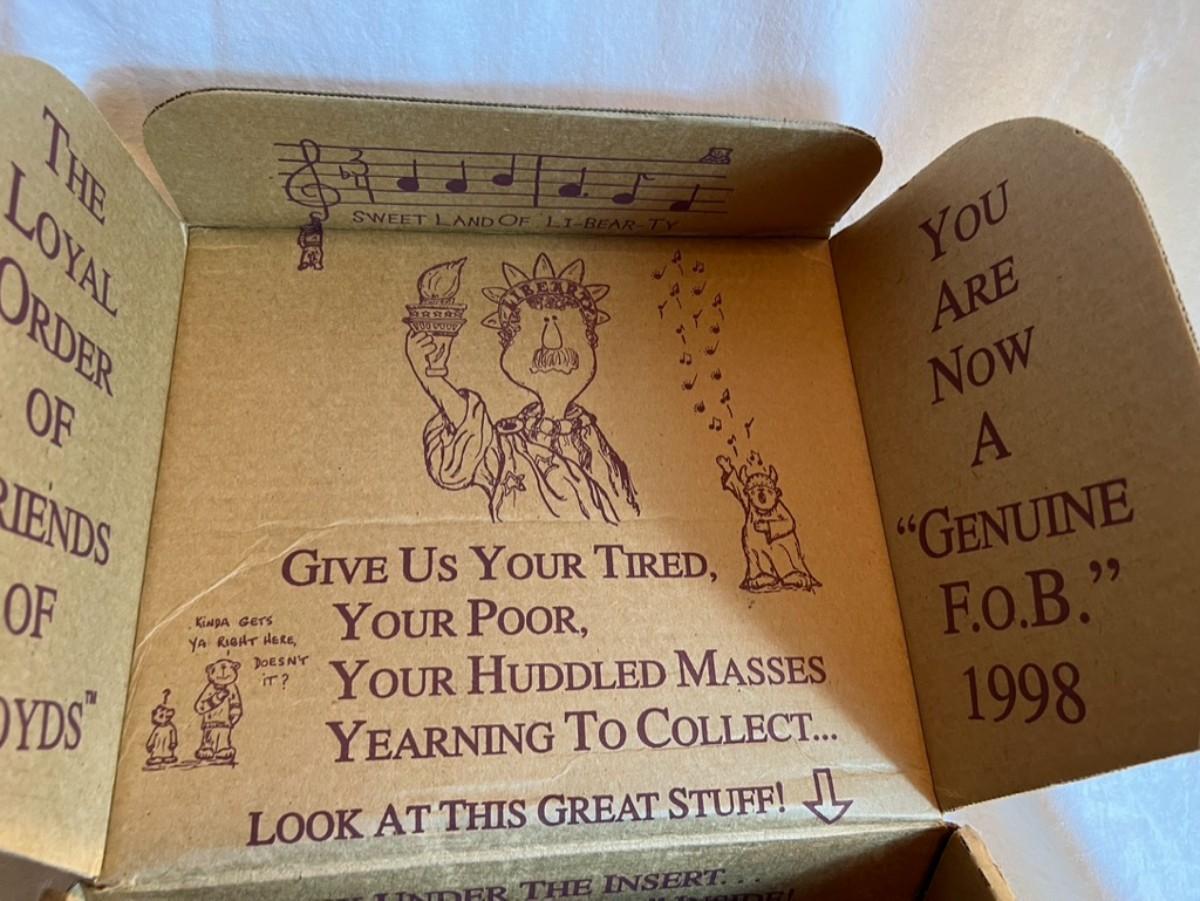 THE
LOYAL
ORDER
OF
RIENDS
OF
OYDS™
SWEET LAND OF LI-BEAR-TY
LIBEARTY
GIVE US YOUR TIRED,
YOUR POOR,
YOUR HUDDLED MASSES
YEARNING TO COLLECT...
?
KINDA GETS
YA RIGHT HERE,
DOESN'T
IT?
LOOK AT THIS GREAT STUFF!
UNDER THE INSERT...
INSIDE!
YOU
ARE
NOW
A
"GENUINE
F.O.B."
1998